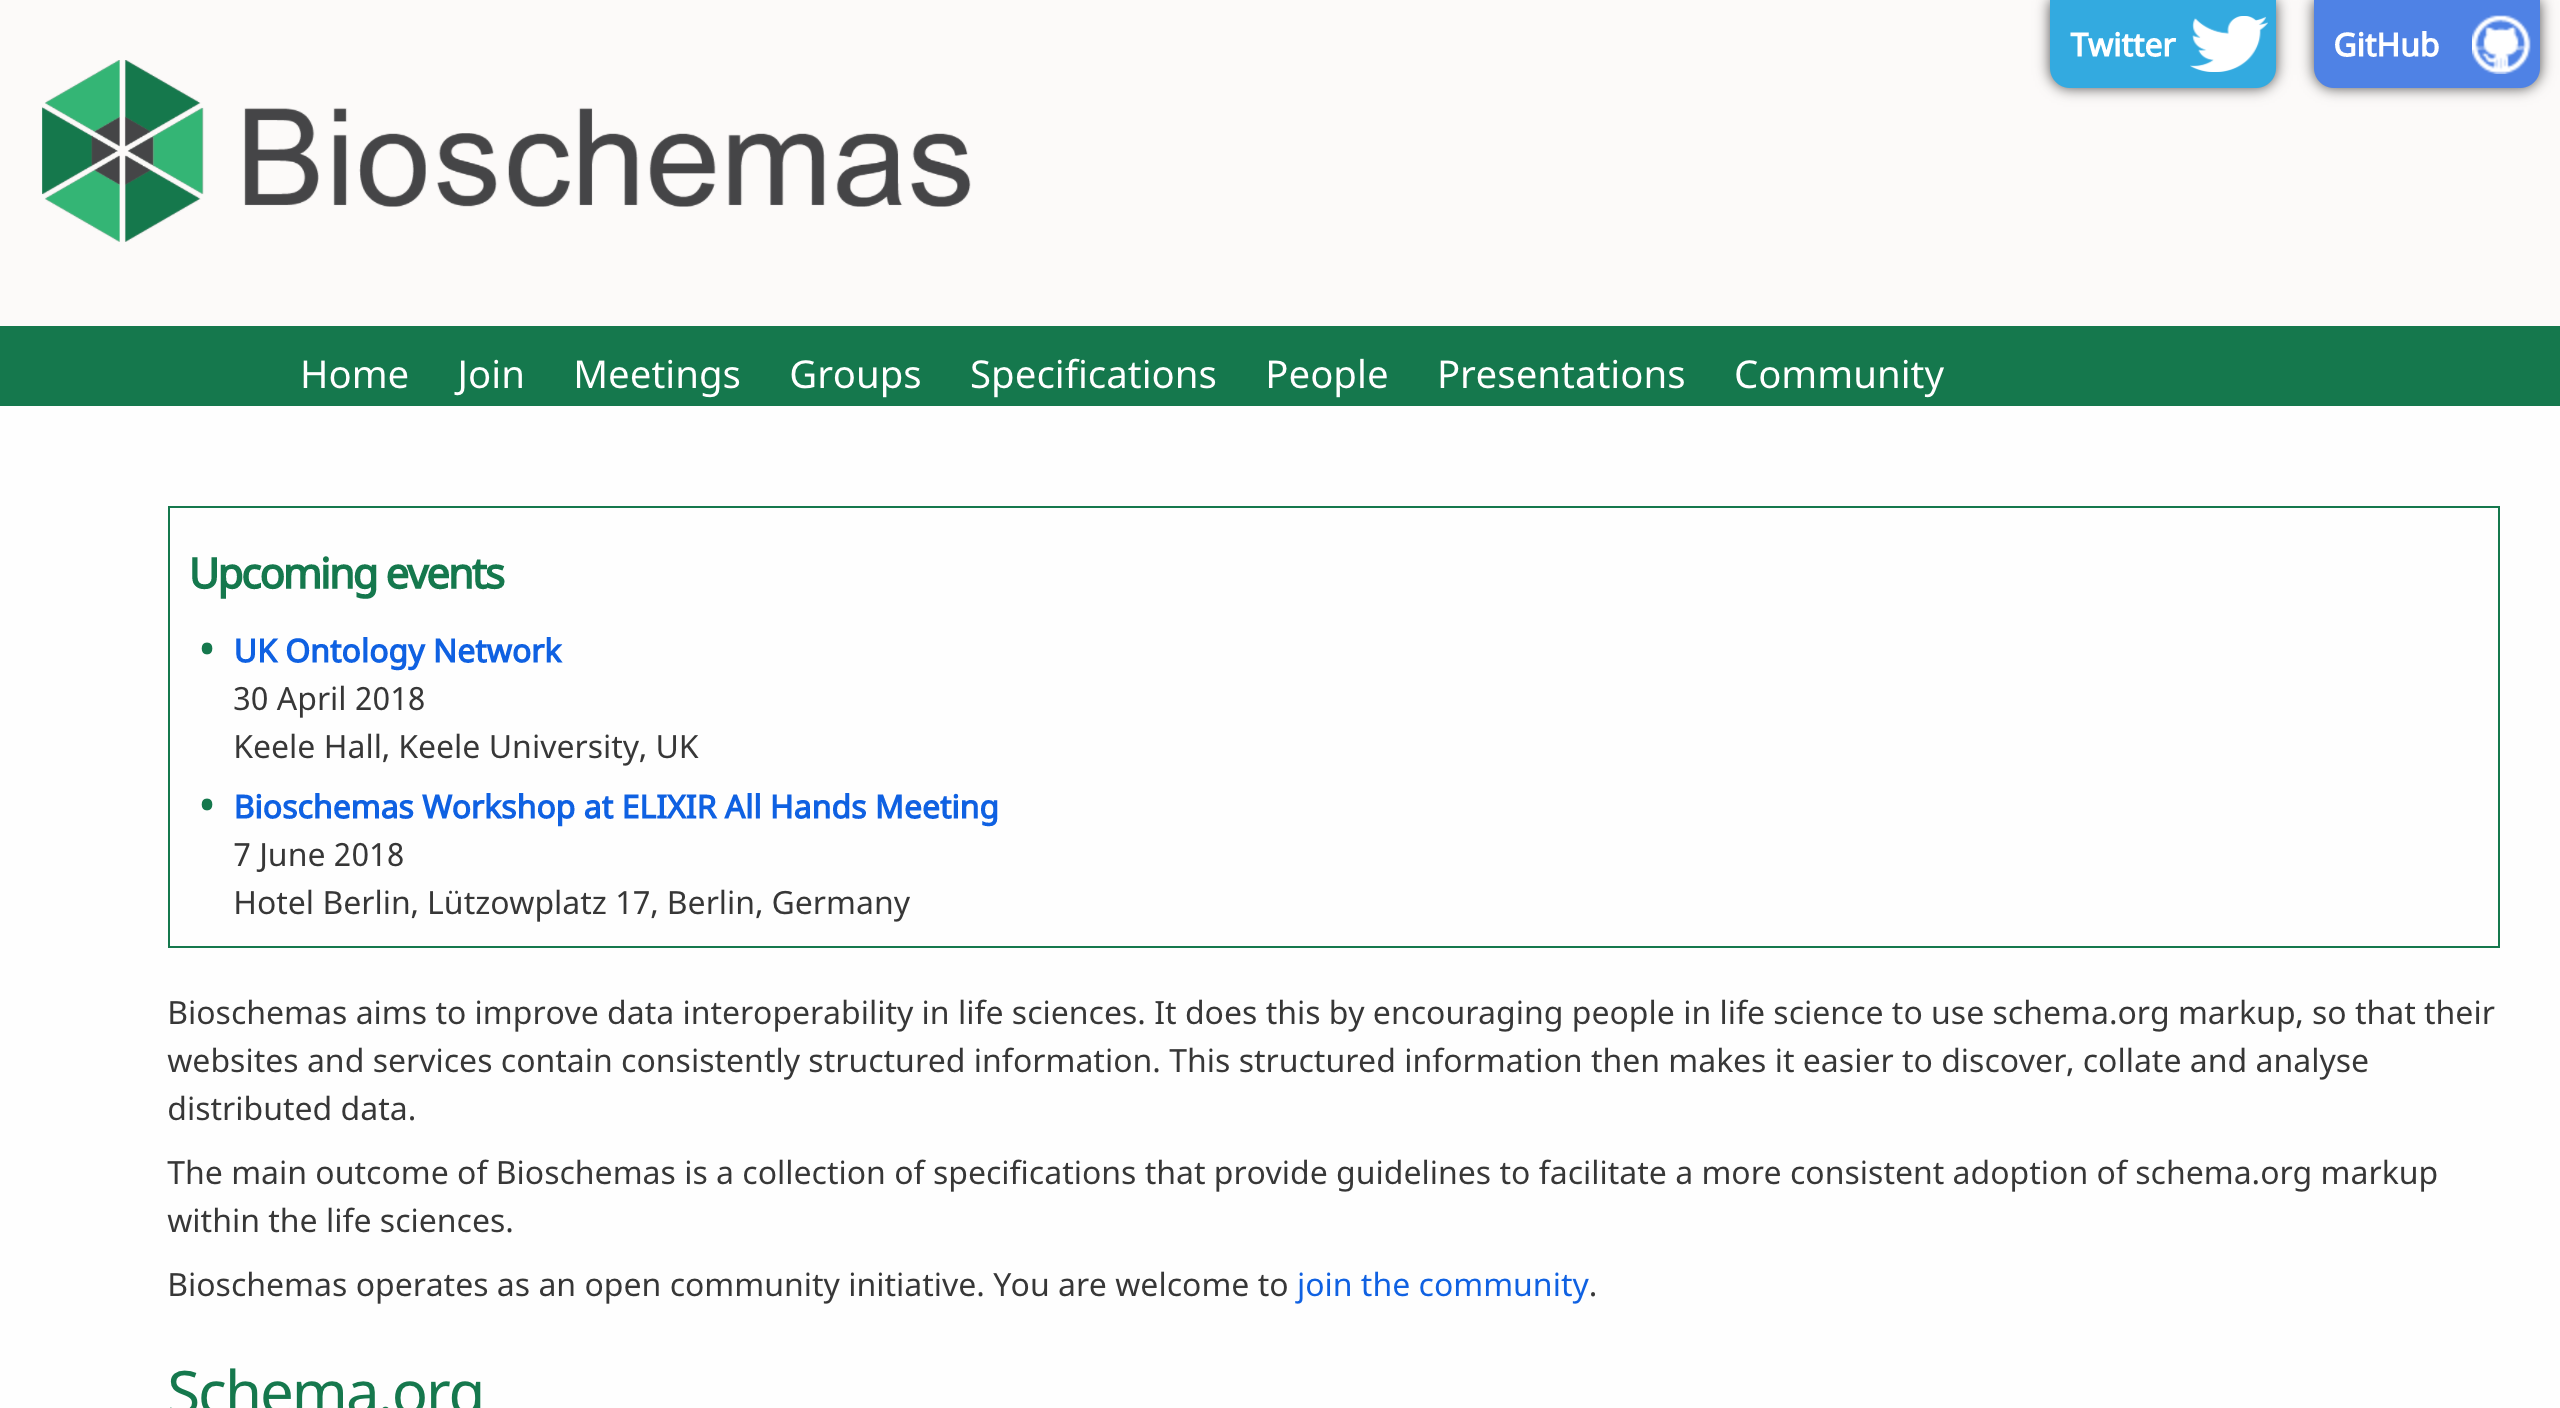 Twitter
GitHub
Bioschemas
Home Join Meetings Groups Specifications People Presentations Community
Upcoming events
• UK Ontology Network
30 April 2018
Keele Hall, Keele University, UK
• Bioschemas Workshop at ELIXIR All Hands Meeting
7 June 2018
Hotel Berlin, Lützowplatz 17, Berlin, Germany
Bioschemas aims to improve data interoperability in life sciences. It does this by encouraging people in life science to use schema.org markup, so that their
websites and services contain consistently structured information. This structured information then makes it easier to discover, collate and analyse
distributed data.
The main outcome of Bioschemas is a collection of specifications that provide guidelines to facilitate a more consistent adoption of schema.org markup
within the life sciences.
Bioschemas operates as an open community initiative. You are welcome to join the community.
Schema.org